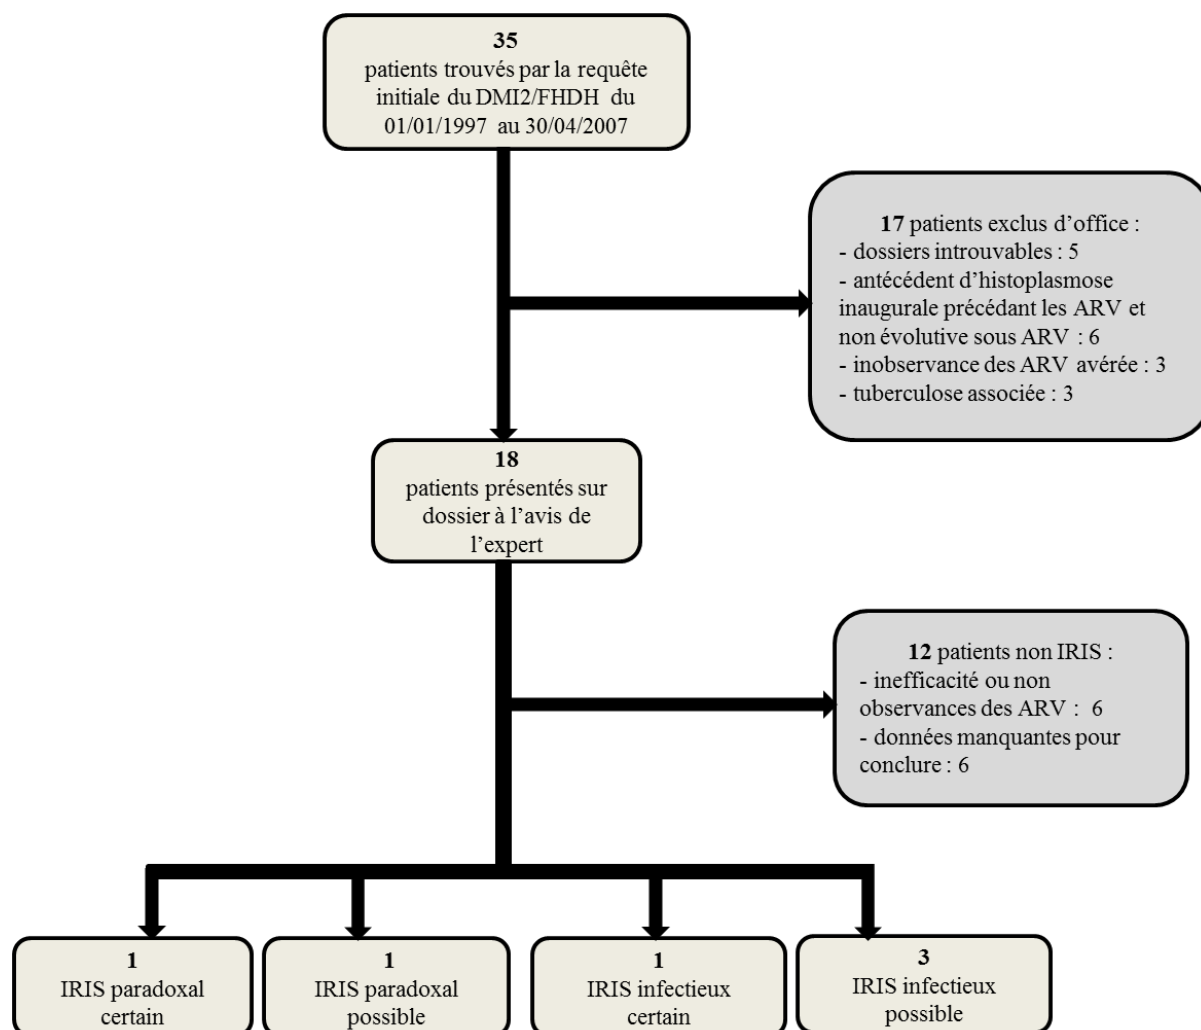 35
patients trouvés par la requête
initiale du DMI2/FHDH du
01/01/1997 au 30/04/2007
17 patients exclus d’office :
- dossiers introuvables : 5
- antécédent d’histoplasmose
inaugurale précédant les ARV et
non évolutive sous ARV : 6
- inobservance des ARV avérée : 3
- tuberculose associée : 3
18
patients présentés sur
dossier à l’avis de
l’expert
12 patients non IRIS :
- inefficacité ou non
observances des ARV : 6
- données manquantes pour
conclure : 6
1
IRIS paradoxal
certain
1
IRIS paradoxal
possible
1
IRIS infectieux
certain
3
IRIS infectieux
possible